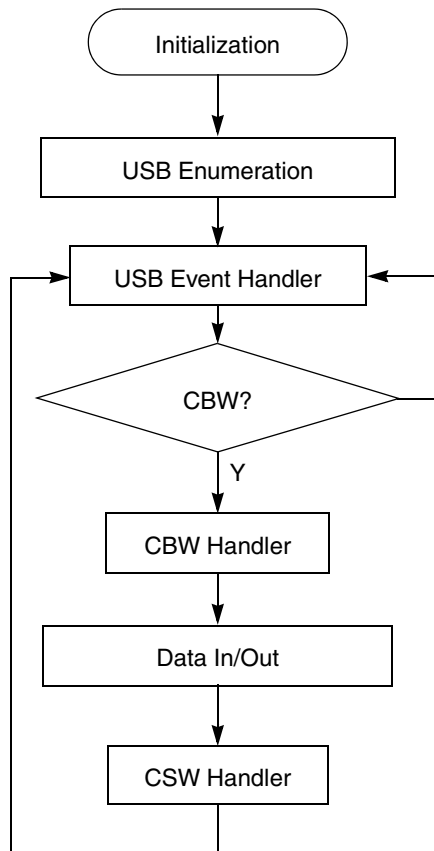 Initialization
USB Enumeration
USB Event Handler
CBW?
Y
CBW Handler
Data In/Out
CSW Handler